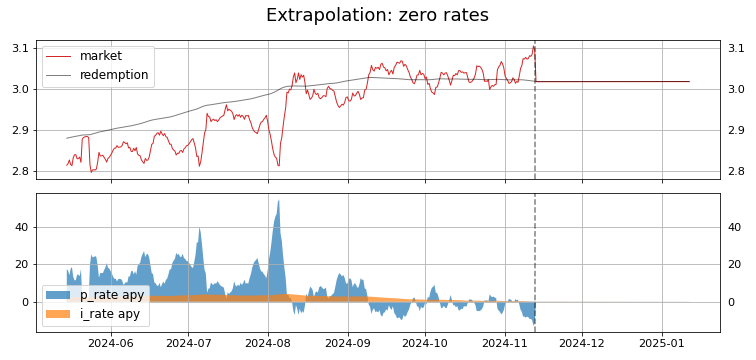 Extrapolation: zero rates
3.1
3.0
2.9
2.8
market
redemption
3.1
3.0
2.9
2.8
40
20
0
p_rate apy
i_rate apy
40
20
0
2024-06 2024-07 2024-08 2024-09 2024-10 2024-11 2024-12 2025-01